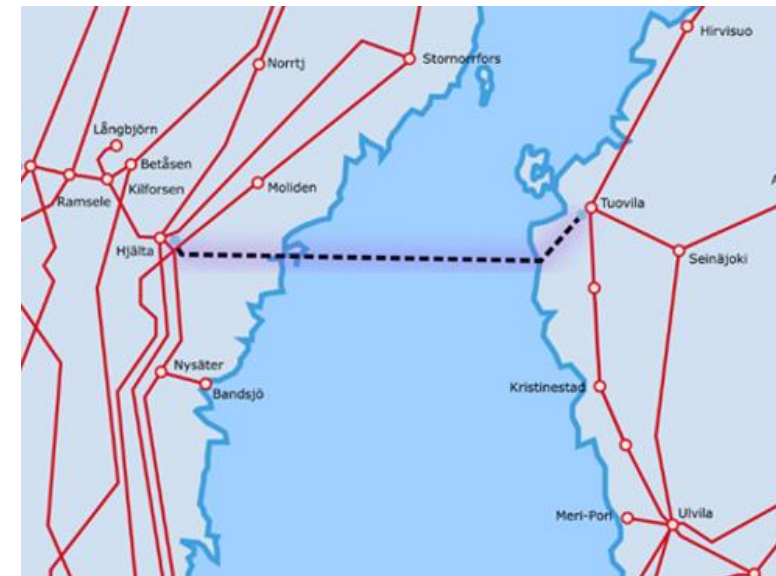 Hirvisuo
Stornorrfors
Norrtj
Långbjörn
Betåsen
Kilforsen
Ramsele
Moliden
Tuovila
Hjälta
Seinäjoki
Nysäter
Bandsjö
Kristinestad
Meri-Pori
Ulvila